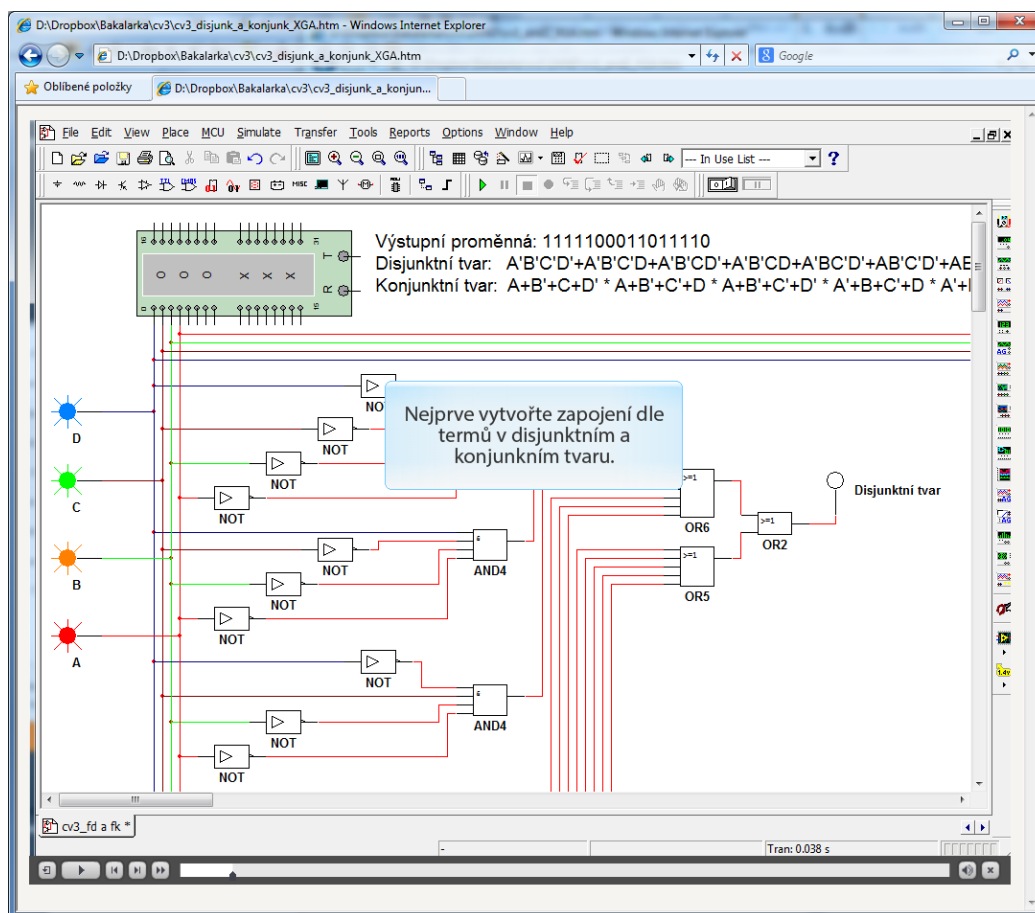 D:\Dropbox\Bakalarka\cv3\cv3_disjunk_a_konjunk_XGA.htm - Windows Internet Explorer
D:\Dropbox\Bakalarka\cv3\cv3_disjunk_a_konjunk_XGA.htm
Google
Oblíbené položky
D:\Dropbox\Bakalarka\cv3\cv3_disjunk_a_konjun...
File Edit View Place MCU Simulate Transfer Tools Reports Options Window Help
--- In Use List ---
?
MISC
Výstupní proměnná: 1111100011011110
Disjunktní tvar: A'B'C'D'+A'B'C'D+A'B'CD'+A'B'CD+A'BC'D'+AB'C'D'+AB
Konjunktní tvar: A+B'+C+D' * A+B'+C'+D * A+B'+C'+D' * A'+B+C'+D * A'+
O O O X X X
T
R
NOT
Nejprve vytvořte zapojení dle
termů v disjunktním a
konjunkním tvaru.
D
NOT
NOT
C
NOT
>=1
OR6
Disjunktní tvar
>=1
OR2
B
NOT
&
AND4
NOT
>=1
OR5
A
NOT
NOT
&
AND4
NOT
NOT
cv3_fd a fk *
-
Tran: 0.038 s